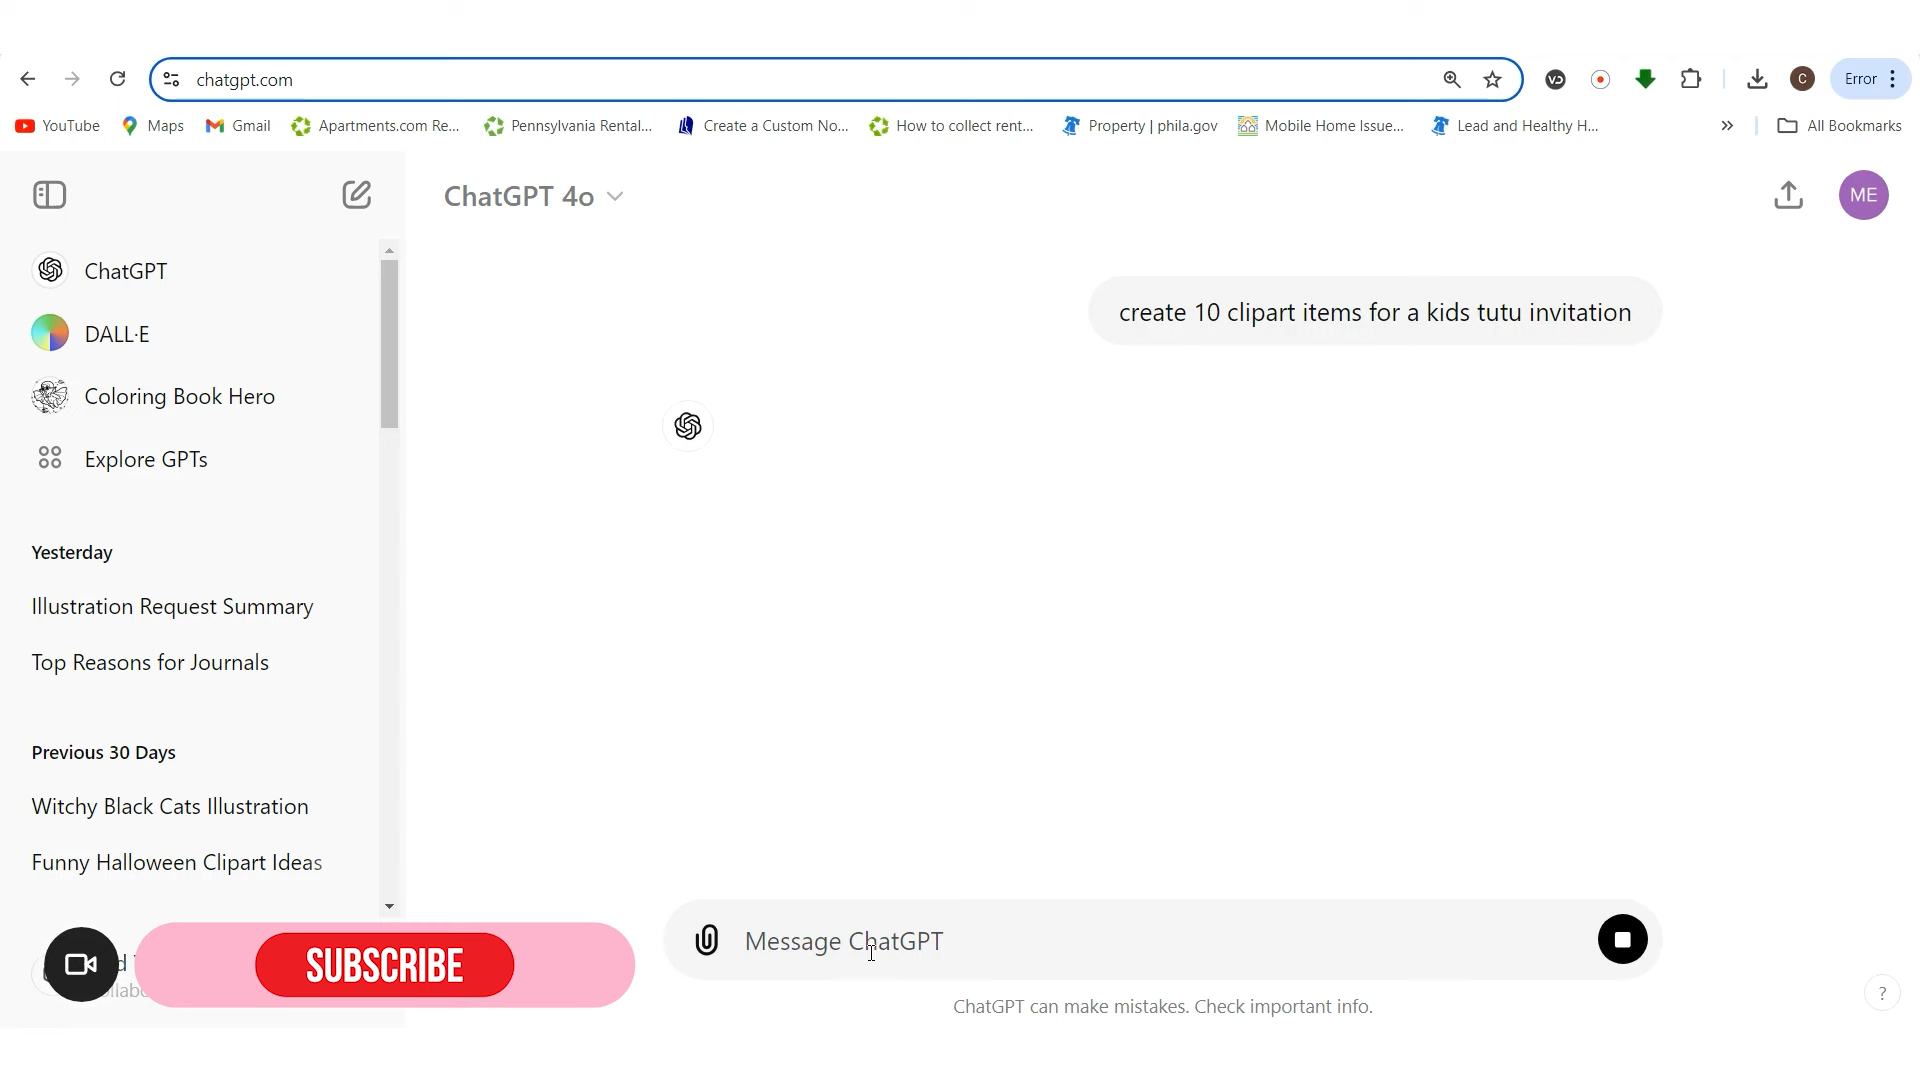 chatgpt.com
Error
YouTube
Maps
Gmail
Apartments.com Re...
Pennsylvania Rental...
Create a Custom No...
How to collect rent...
Property | phila.gov
Mobile Home Issue...
Lead and Healthy H...
All Bookmarks
ChatGPT 4o
ME
ChatGPT
DALL·E
Coloring Book Hero
Explore GPTs
create 10 clipart items for a kids tutu invitation
Yesterday
Illustration Request Summary
Top Reasons for Journals
Previous 30 Days
Witchy Black Cats Illustration
Funny Halloween Clipart Ideas
SUBSCRIBE
Message ChatGPT
ChatGPT can make mistakes. Check important info.
?